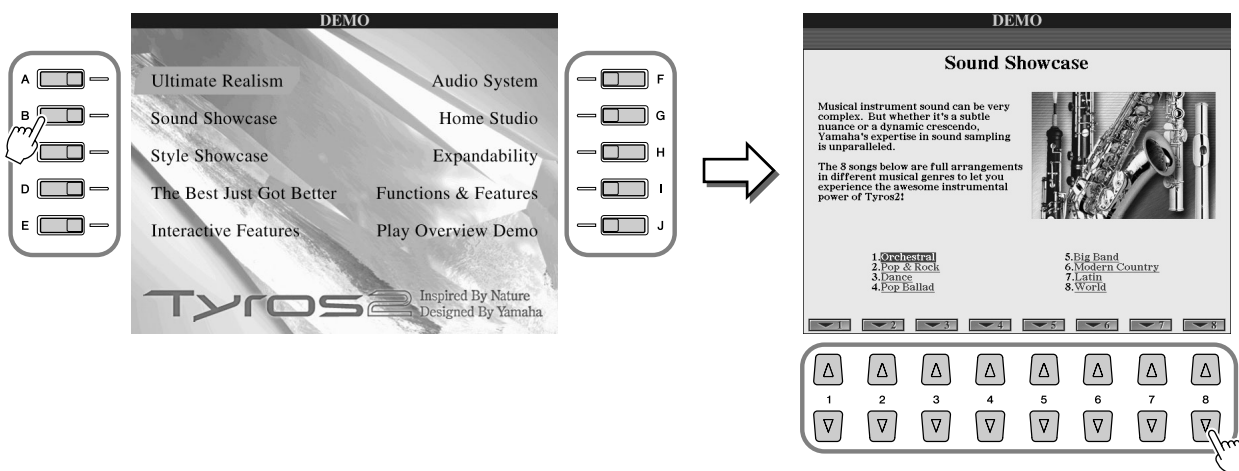 DEMO
A
B
D
E
Ultimate Realism
Sound Showcase
Style Showcase
The Best Just Got Better
Interactive Features
Audio System
Home Studio
Expandability
Functions & Features
Play Overview Demo
Tyros2
Inspired By Nature
Designed By Yamaha
F
G
H
I
J
DEMO
Sound Showcase
Musical instrument sound can be very
complex. But whether it's a subtle
nuance or a dynamic crescendo,
Yamaha's expertise in sound sampling
is unparalleled.
The 8 songs below are full arrangements
in different musical genres to let you
experience the awesome instrumental
power of Tyros2!
1.Orchestral
2.Pop & Rock
3.Dance
4.Pop Ballad
5.Big Band
6.Modern Country
7.Latin
8.World
1 2 3 4 5 6 7 8
1 2 3 4 5 6 7 8